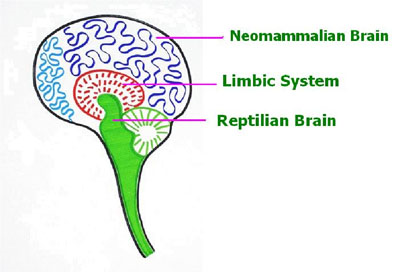 Neomammalian Brain
Limbic System
Reptilian Brain